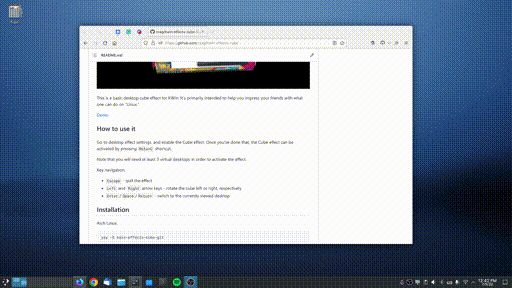 README.md
This is a basic desktop cube effect for KWin. It's primarily intended to help you impress your friends with what
one can do on "Linux."
Demo
How to use it
Go to desktop effect settings, and enable the Cube effect. Once you've done that, the Cube effect can be
activated by pressing shortcut.
Note that you will need at least 3 virtual desktops in order to activate the effect.
Key navigation:
Escape - quit the effect
Left and Right arrow keys - rotate the cube left or right, respectively
Enter / Space / Return - switch to the currently viewed desktop
Installation
Arch Linux:
yay -S kwin-effects-cube-git
12:42 PM